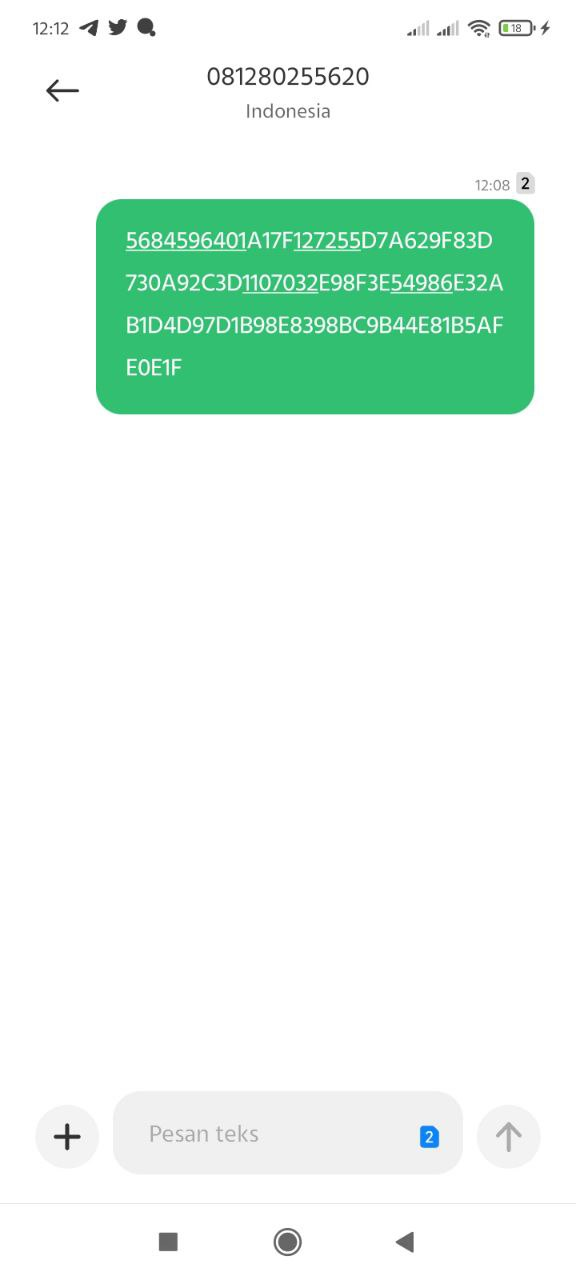 12:12
18
081280255620
Indonesia
12:08 2
5684596401A17F127255D7A629F83D
730A92C3D1107032E98F3E54986E32A
B1D4D97D1B98E8398BC9B44E81B5AF
E0E1F
Pesan teks
2